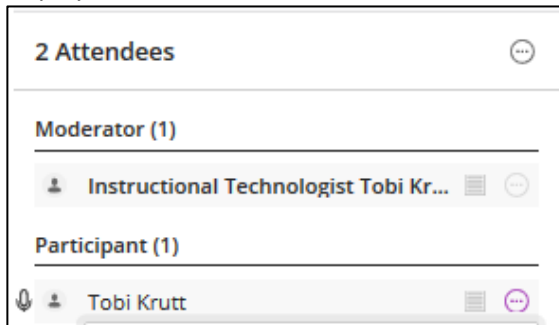 2 Attendees
Moderator (1)
Instructional Technologist Tobi Kr...
Participant (1)
Tobi Krutt